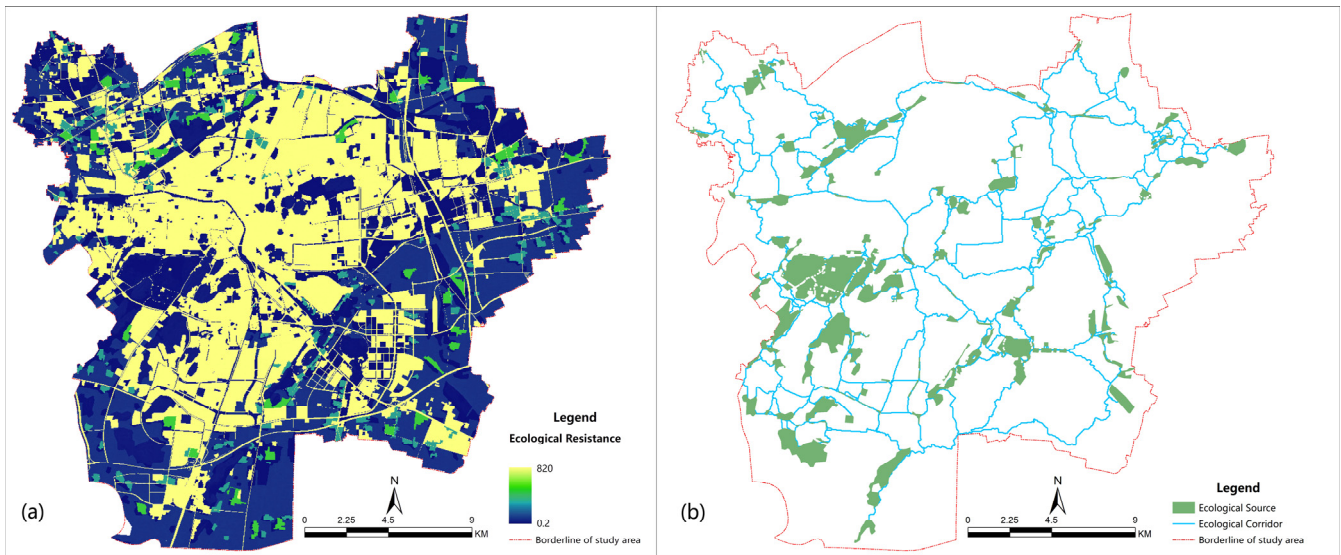 Legend
Ecological Resistance
820
0.2
N
0 2.25 4.5 9
KM
Borderline of study area
(a)
Legend
Ecological Source
Ecological Corridor
Borderline of study area
N
0 2.25 4.5 9
KM
(b)